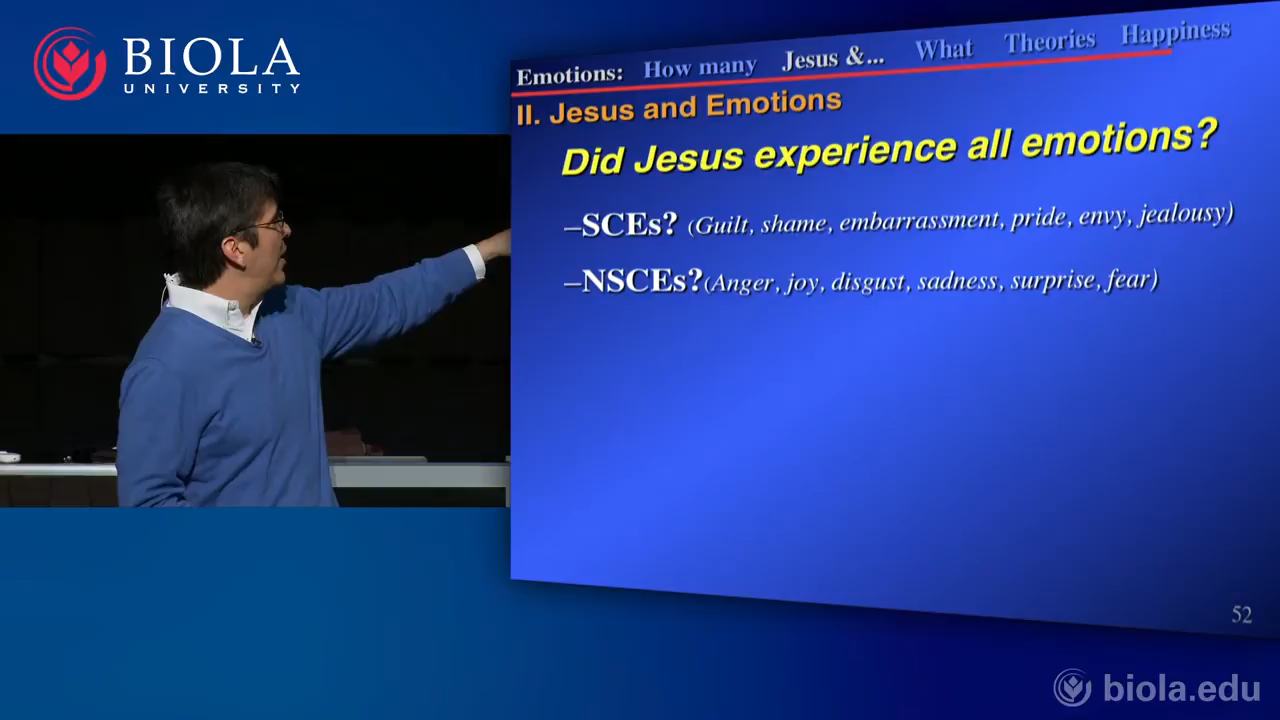 BIOLA
UNIVERSITY
Emotions: How many Jesus &... What Theories Happiness
II. Jesus and Emotions
Did Jesus experience all emotions?
–SCEs? (Guilt, shame, embarrassment, pride, envy, jealousy)
–NSCEs?(Anger, joy, disgust, sadness, surprise, fear)
52
biola.edu